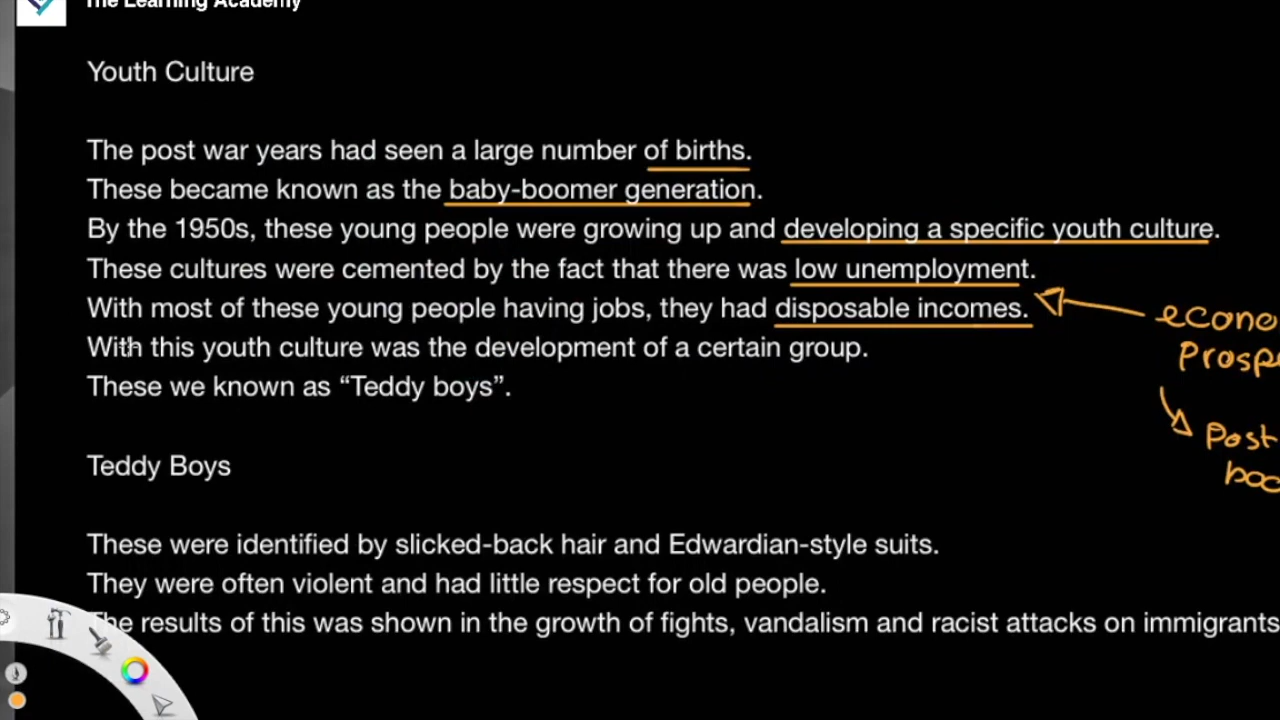 The Learning Academy
Youth Culture
The post war years had seen a large number of births.
These became known as the baby-boomer generation.
By the 1950s, these young people were growing up and developing a specific youth culture.
These cultures were cemented by the fact that there was low unemployment.
With most of these young people having jobs, they had disposable incomes.
With this youth culture was the development of a certain group.
These we known as “Teddy boys”.
Post
Teddy Boys
These were identified by slicked-back hair and Edwardian-style suits.
They were often violent and had little respect for old people.
The results of this was shown in the growth of fights, vandalism and racist attacks on immigrants